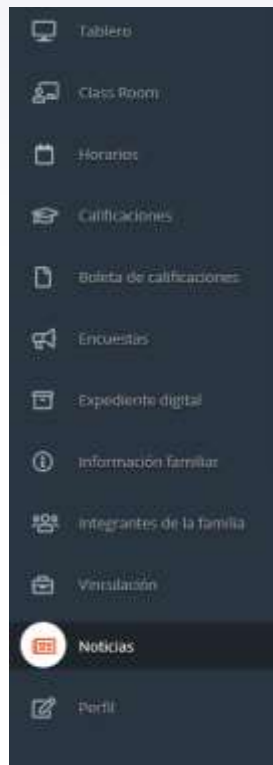 Tablero
Class Room
Horarios
Calificaciones
Boleta de calificaciones
Encuestas
Expediente digital
Información familiar
Integrantes de la familia
Vinculación
Noticias
Perfil